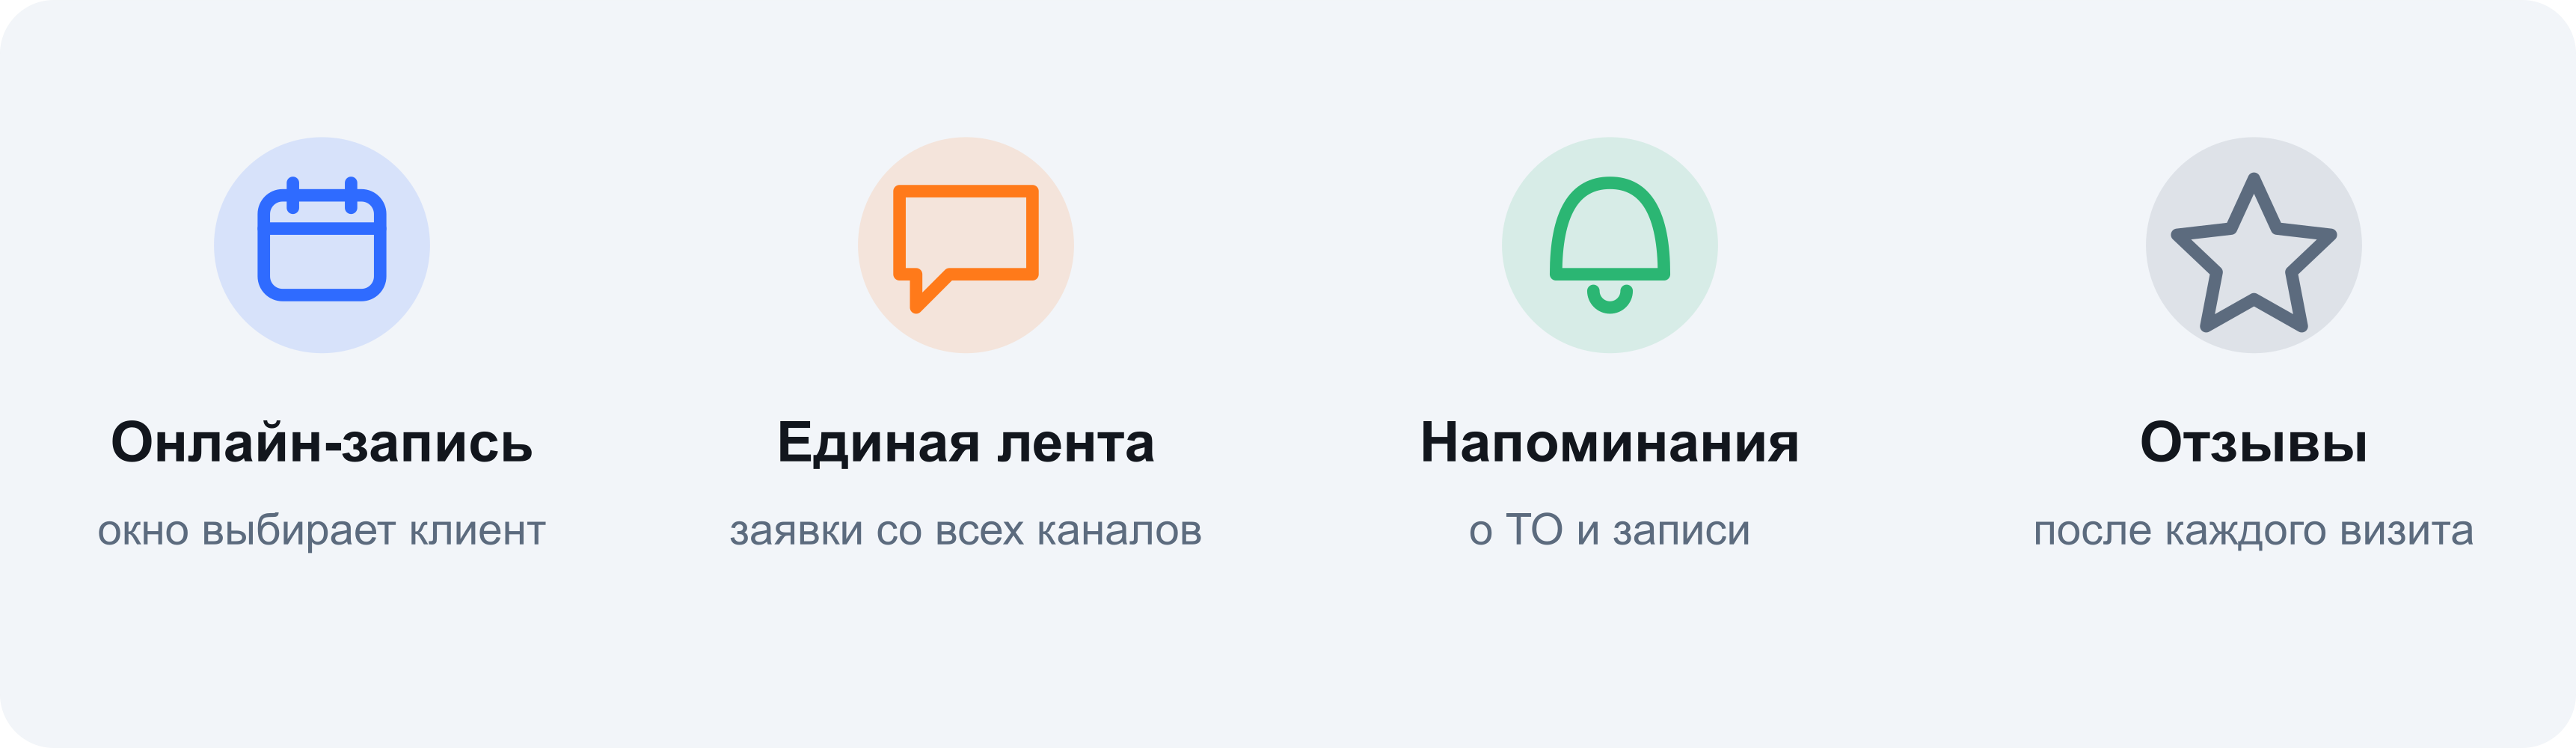 Онлайн-запись
окно выбирает клиент
Единая лента
заявки со всех каналов
Напоминания
о ТО и записи
Отзывы
после каждого визита